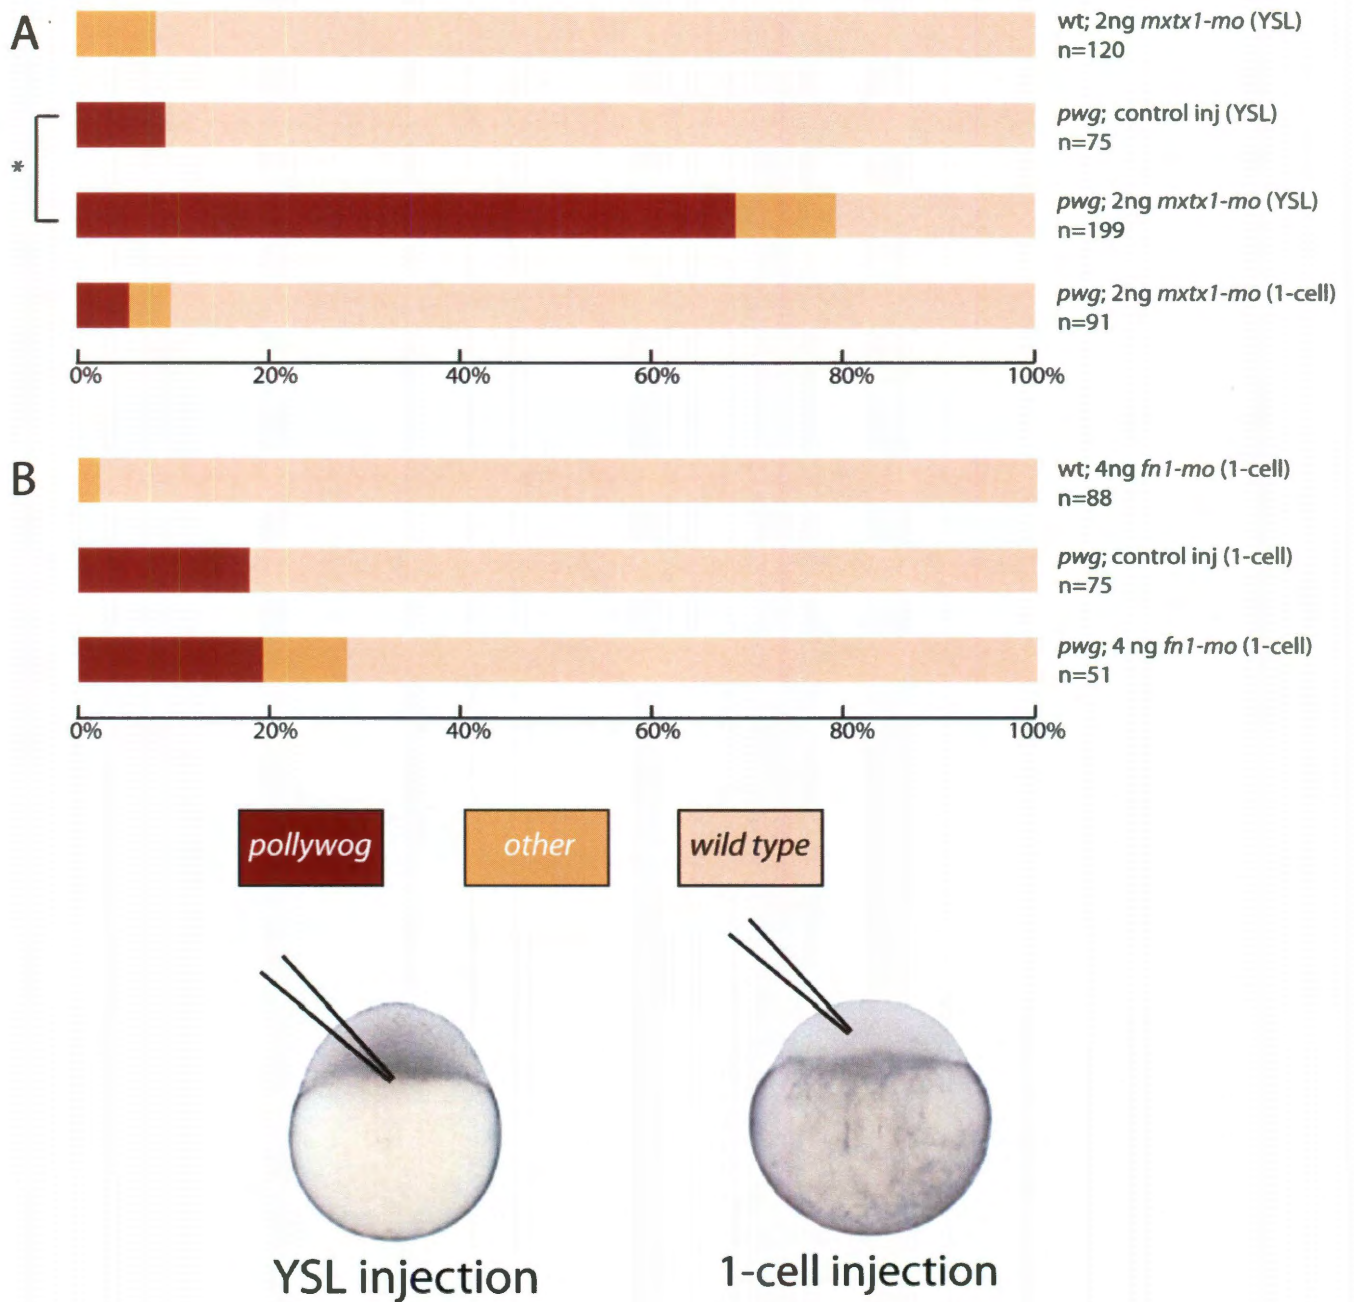 A
wt; 2ng mxtx1-mo (YSL)
n=120
*
pwg; control inj (YSL)
n=75
pwg; 2ng mxtx1-mo (YSL)
n=199
pwg; 2ng mxtx1-mo (1-cell)
n=91
0% 20% 40% 60% 80% 100%
B
wt; 4ng fn1-mo (1-cell)
n=88
pwg; control inj (1-cell)
n=75
pwg; 4 ng fn1-mo (1-cell)
n=51
0% 20% 40% 60% 80% 100%
pollywog other wild type
YSL injection 1-cell injection